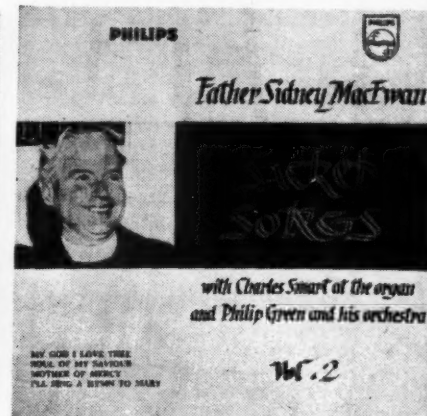 PHILIPS
PHILIPS
Father Sidney MacEwan
SACRED
SONGS
with Charles Smart at the organ
and Philip Green and his orchestra
MY GOD I LOVE THEE
SOUL OF MY SAVIOUR
MOTHER OF MERCY
I'LL SING A HYMN TO MARY
Vol. 2